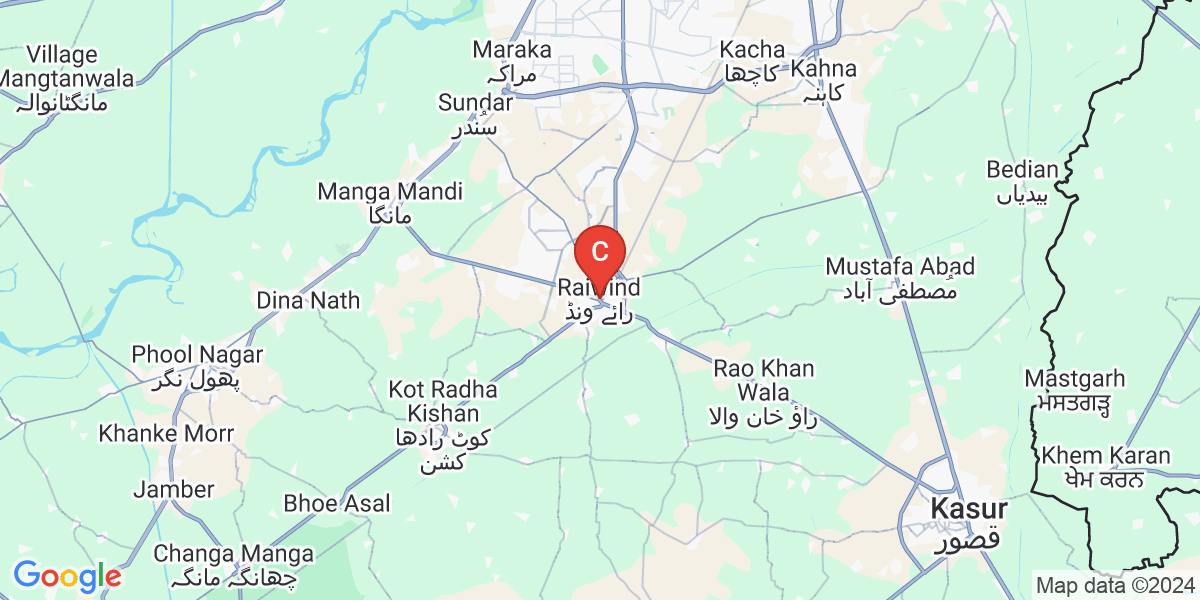 Village
Mangtanwala
مانگٹانوالہ
Maraka
مراکہ
Kacha
کاچھا
Kahna
کاہنہ
Sundar
سُندر
Bedian
بیدیاں
Manga Mandi
مانگا
C
Raiwind
رائے ونڈ
Mustafa Abad
مُصطفٰی آباد
Dina Nath
Phool Nagar
پھول نگر
Rao Khan
Wala
راؤ خان والا
Mastgarh
ਮਸਤਗੜ੍ਹ
Kot Radha
Kishan
کوٹ رادھا
کشن
Khanke Morr
Khem Karan
ਖੇਮ ਕਰਨ
Jamber
Bhoe Asal
Kasur
قصور
Changa Manga
چھانگہ مانگہ
Google
Map data ©2024